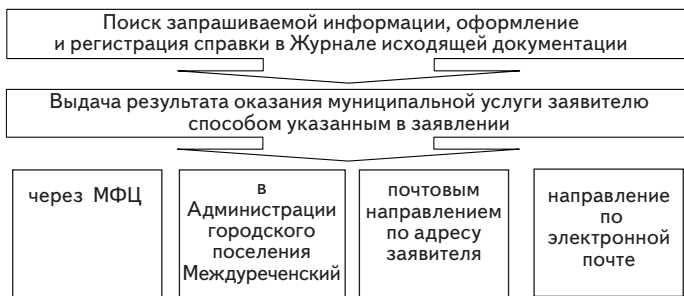 Поиск запрашиваемой информации, оформление
и регистрация справки в Журнале исходящей документации
Выдача результата оказания муниципальной услуги заявителю
способом указанным в заявлении
через МФЦ
в
Администрации
городского
поселения
Междуреченский
почтовым
направлением
по адресу
заявителя
направление
по
электронной
почте